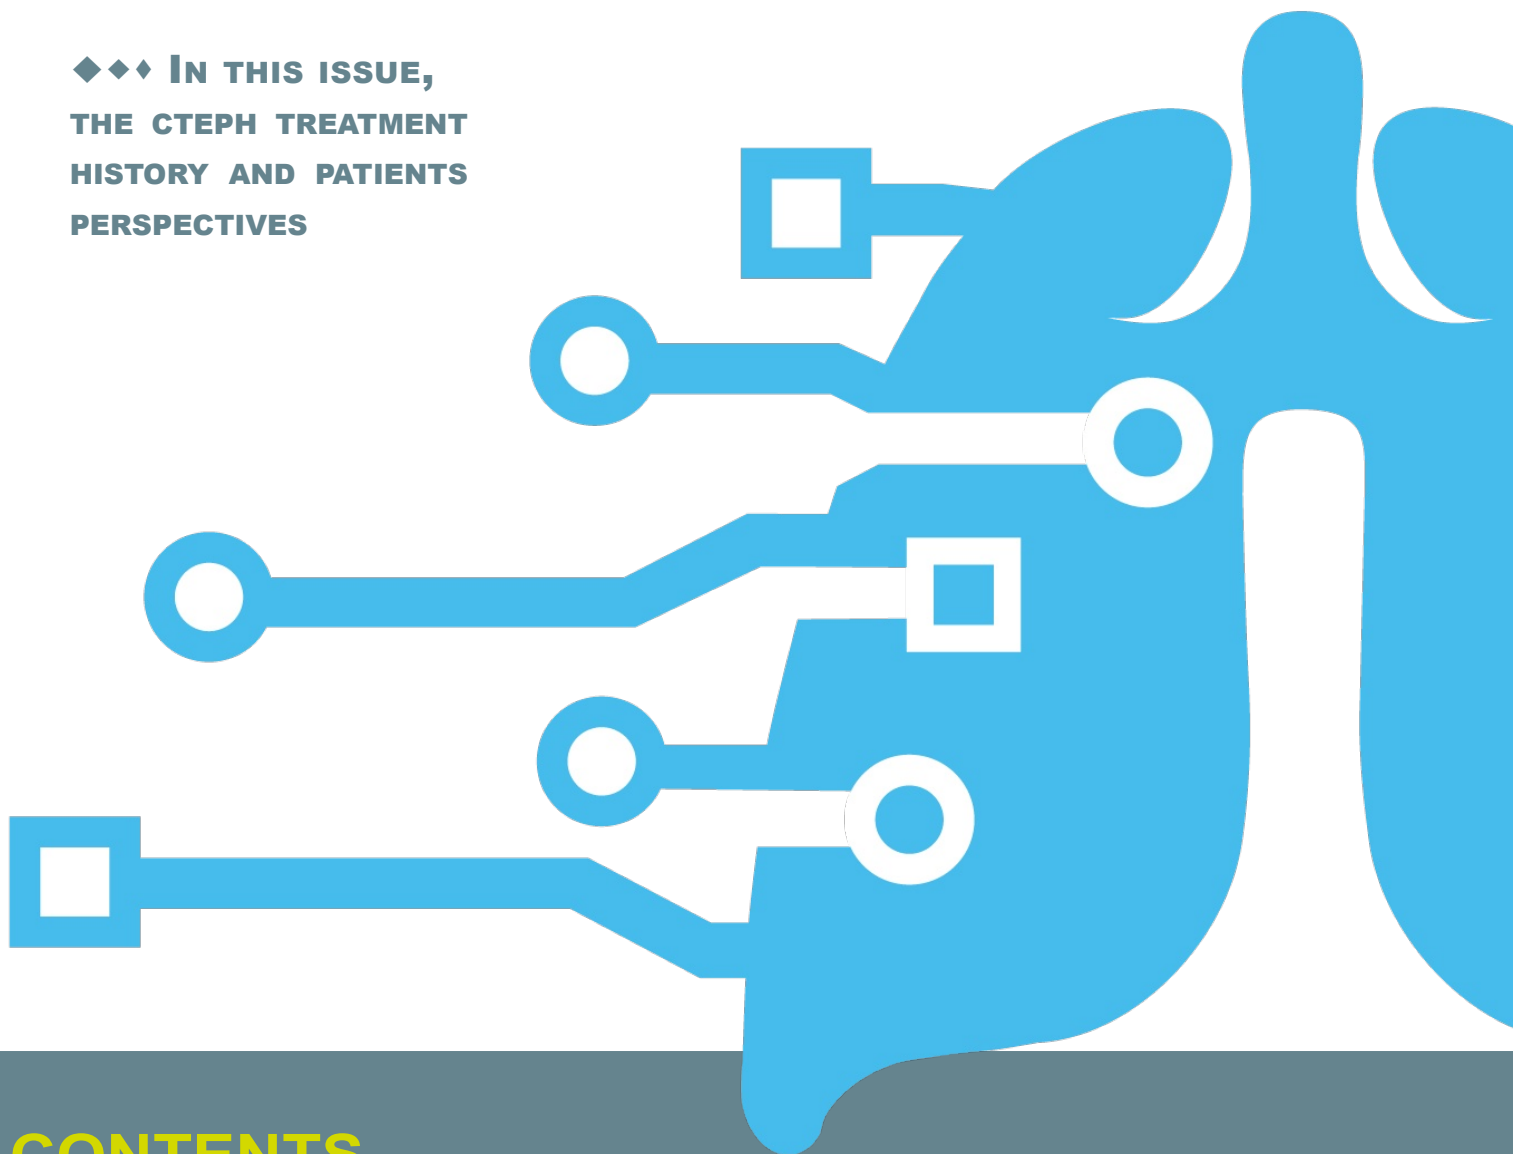 ◆◆♦ In this issue,
the cteph treatment
history and patients
perspectives
CONTENTS